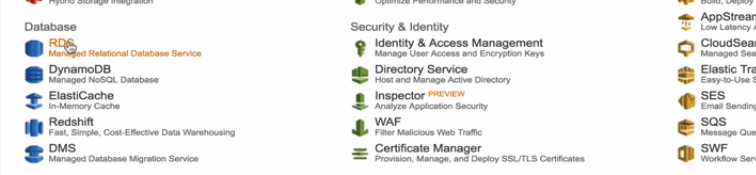 Hybrid Storage Integration
Optimize Performance and Security
Build, Deploy
Database
RDS
Managed Relational Database Service
DynamoDB
Managed NoSQL Database
ElastiCache
In-Memory Cache
Redshift
Fast, Simple, Cost-Effective Data Warehousing
DMS
Managed Database Migration Service
Security & Identity
Identity & Access Management
Manage User Access and Encryption Keys
Directory Service
Host and Manage Active Directory
Inspector PREVIEW
Analyze Application Security
WAF
Filter Malicious Web Traffic
Certificate Manager
Provision, Manage, and Deploy SSL/TLS Certificates
AppStream
Low Latency
CloudSear
Managed Sea
Elastic Tra
Easy-to-Use S
SES
Email Sending
SQS
Message Que
SWF
Workflow Serv